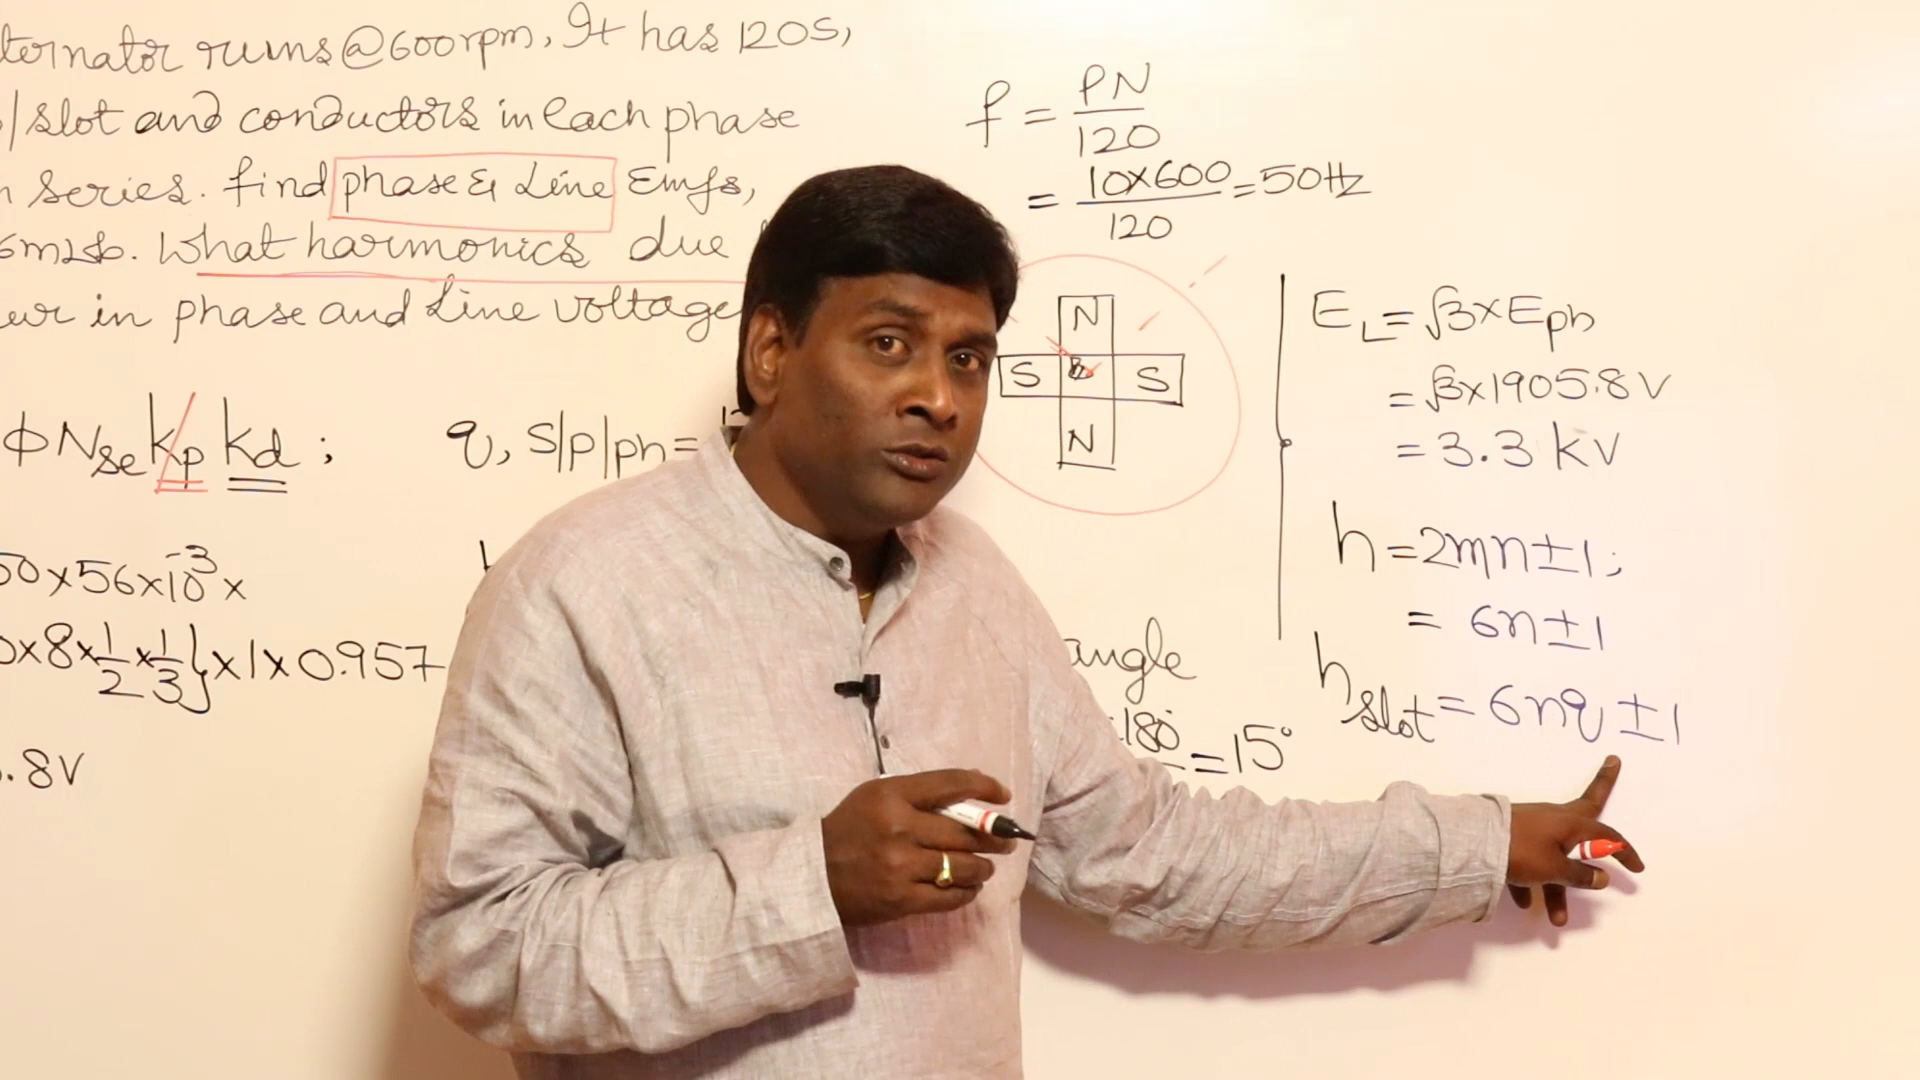 ternator runs @ 600rpm, It has 120S,
/slot and conductors in each phase
n series. find phase & Line Emfs,
6mwb. What harmonics due
eur in phase and Line voltage
f = PN/120
= 10×600/120 = 50Hz
N
S S
N
ϕ Nse Kp Kd ;
q, S/p/ph =
50×56×10⁻³×
0×8×1/2×1/3}×1×0.957
.8V
angle
180 = 15°
EL = √3×Eph
= √3×1905.8V
= 3.3 kV
h = 2mn±1;
= 6n±1
hslot = 6nq ±1